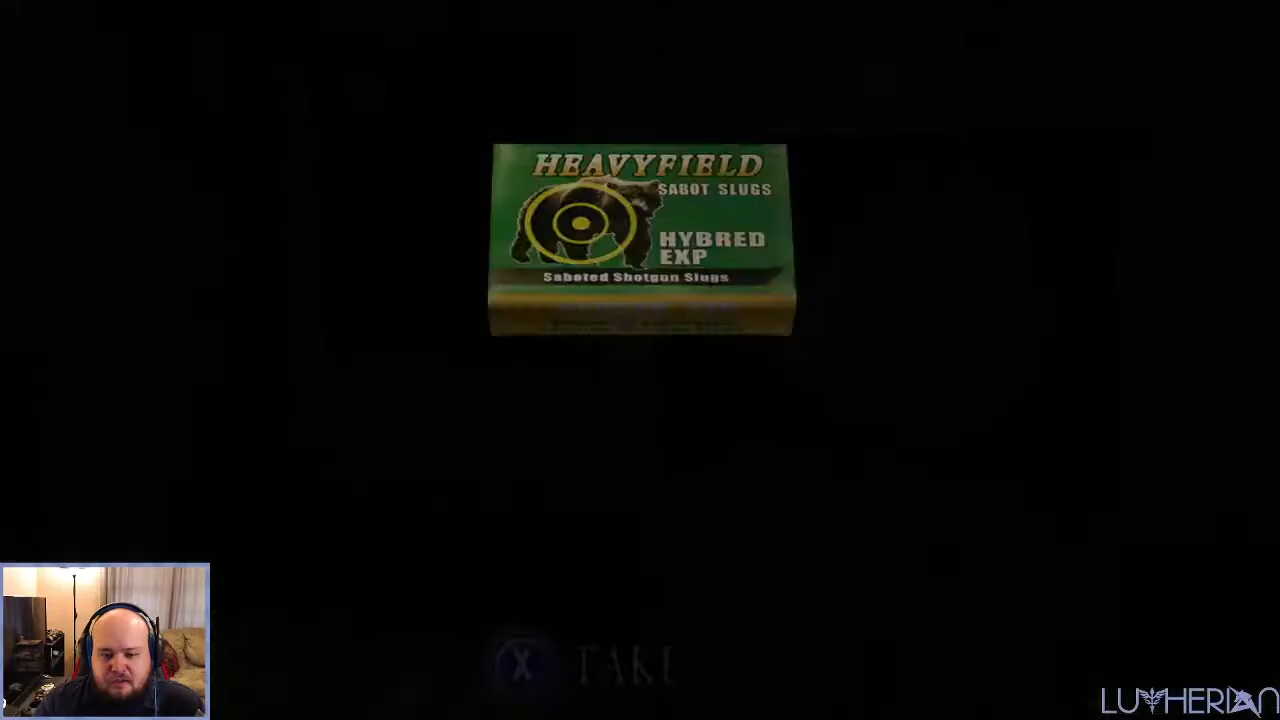 HEAVYFIELD
SABOT SLUGS
HYBRED
EXP
Saboted Shotgun Slugs
X TAKE
LUTHERIAN